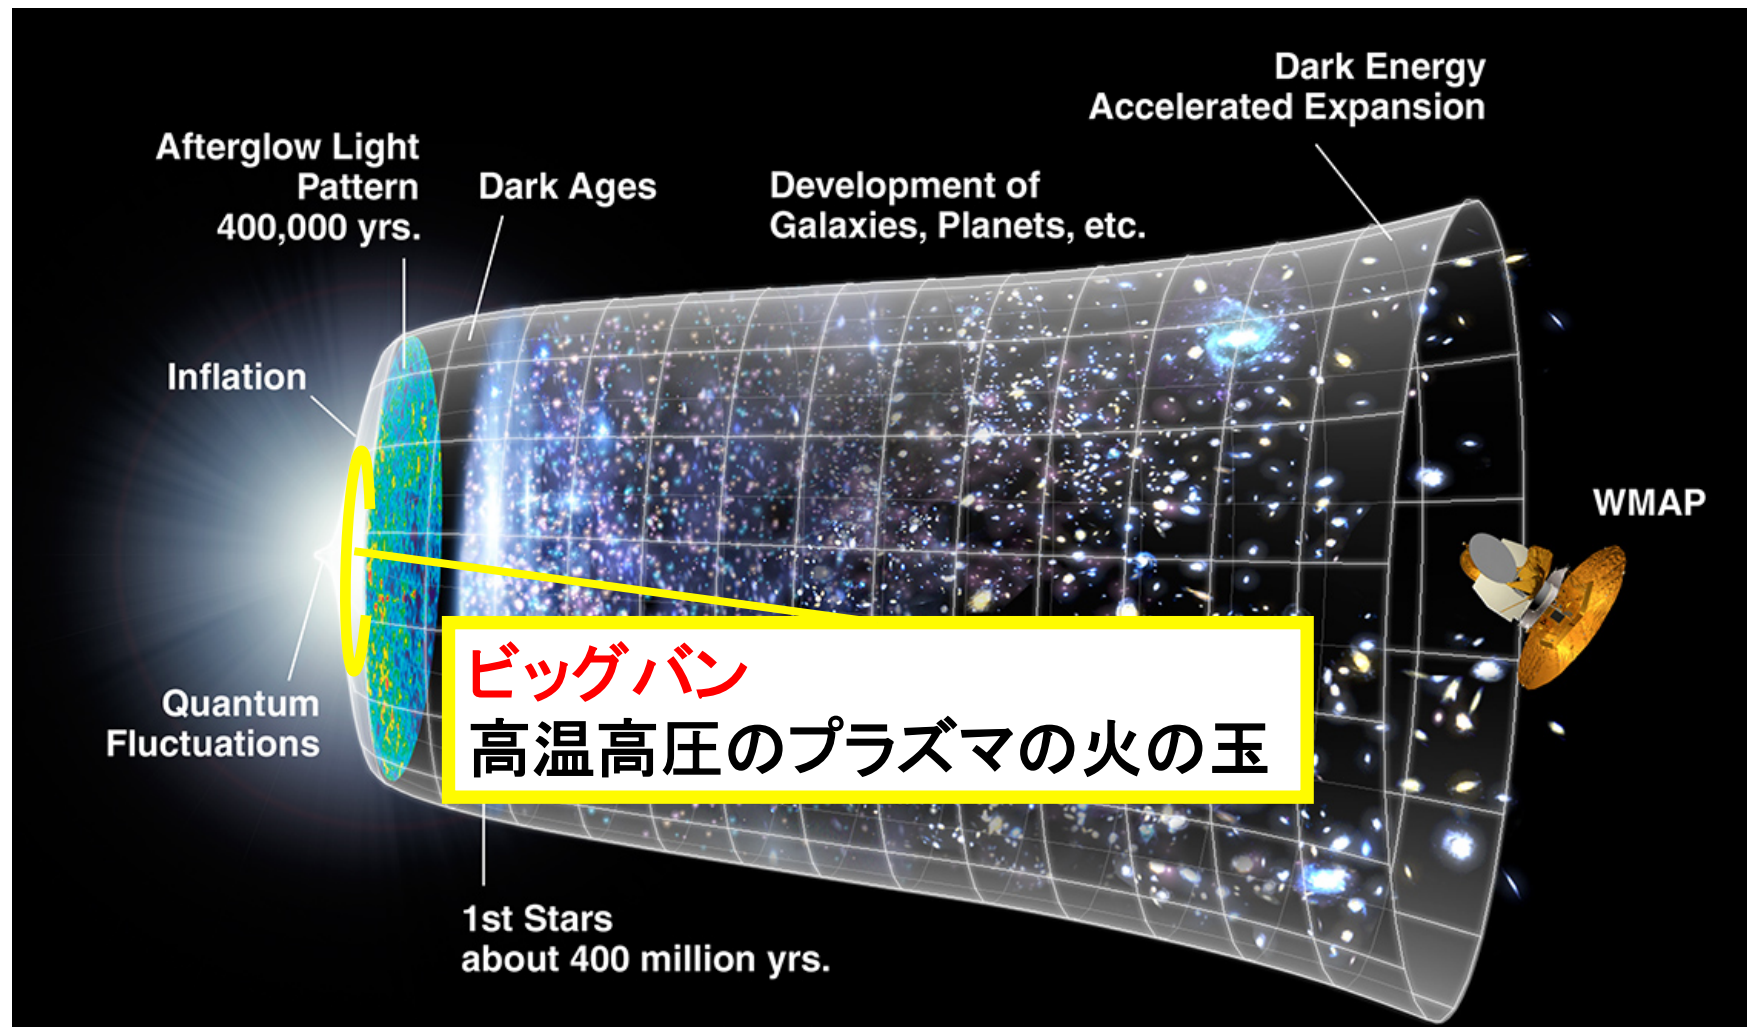 Dark Energy
Accelerated Expansion
Afterglow Light
Pattern
400,000 yrs.
Dark Ages
Development of
Galaxies, Planets, etc.
Inflation
WMAP
Quantum
Fluctuations
ビッグバン
高温高圧のプラズマの火の玉
1st Stars
about 400 million yrs.